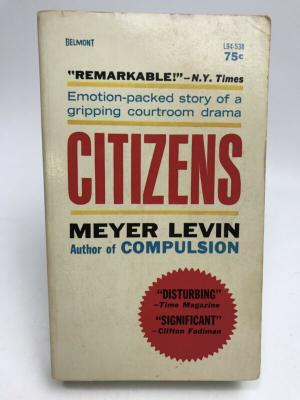 BELMONT
L94-538
75¢
"REMARKABLE!"—N.Y. Times
Emotion-packed story of a
gripping courtroom drama
CITIZENS
MEYER LEVIN
Author of COMPULSION
"DISTURBING"
—Time Magazine
"SIGNIFICANT"
—Clifton Fadiman